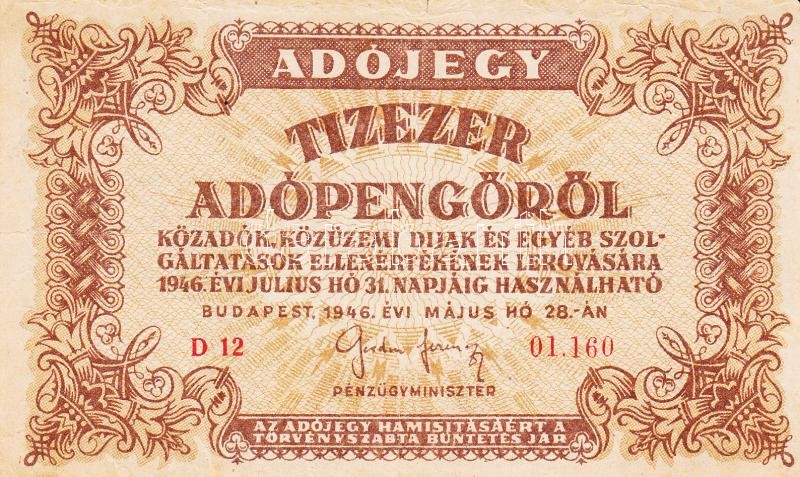 ADÓJEGY
TIZEZER
ADÓPENGŐRŐL
KÖZADÓK, KÖZÜZEMI DIJAK ÉS EGYÉB SZOL-
GÁLTATÁSOK ELLENÉRTÉKÉNEK LEROVÁSÁRA
1946. ÉVI JÚLIUS HÓ 31. NAPJÁIG HASZNÁLHATÓ
BUDAPEST, 1946. ÉVI MÁJUS HÓ 28.-ÁN
D 12 01.160
PÉNZÜGYMINISZTER
AZ ADÓJEGY HAMISITÁSÁÉRT A
TÖRVÉNYSZABTA BÜNTETÉS JÁR